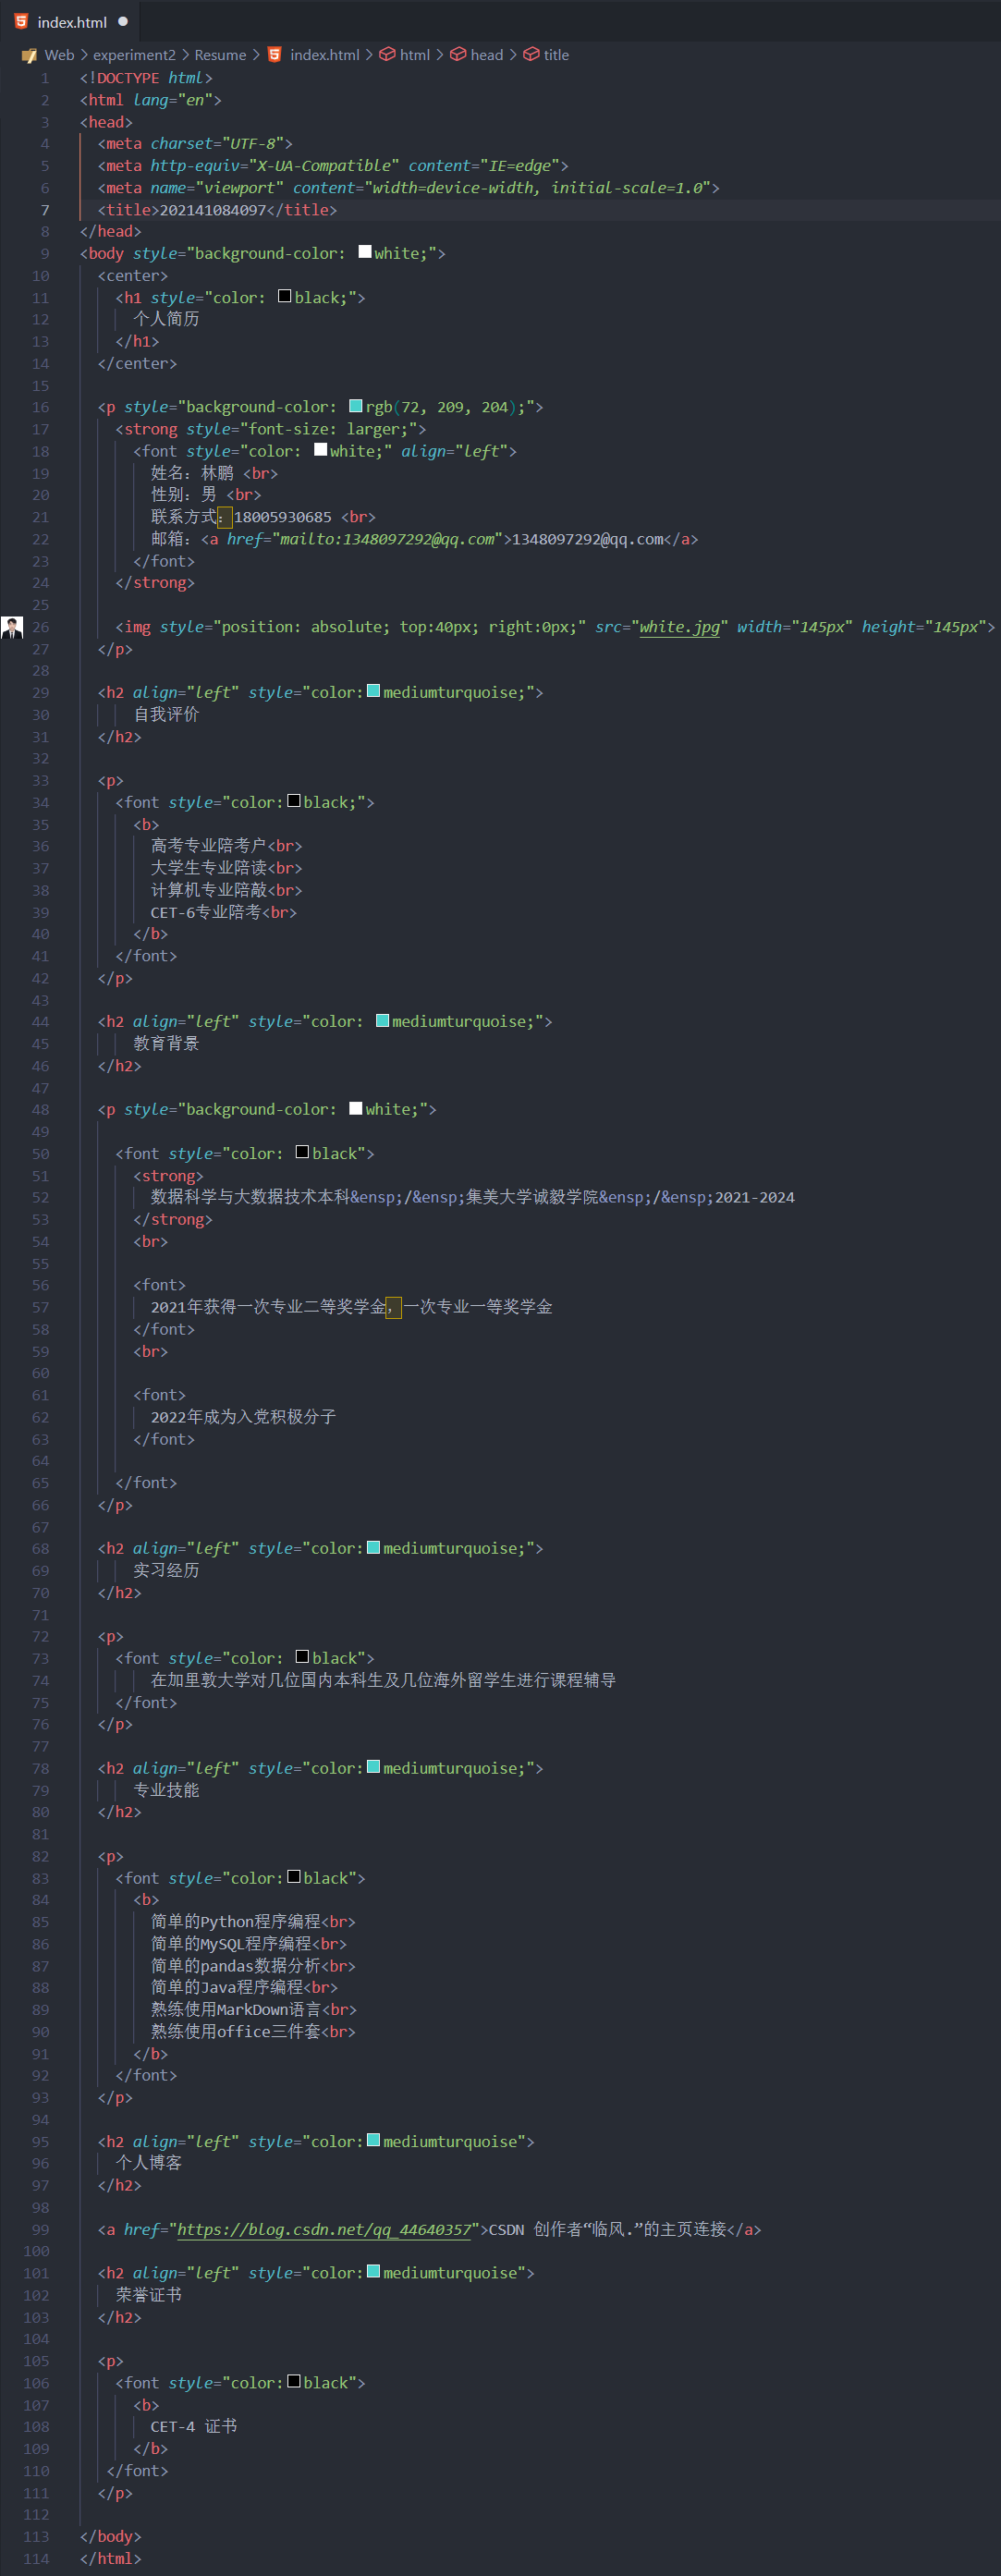 index.html
Web > experiment2 > Resume > index.html > html > head > title
1 <!DOCTYPE html>
2 <html lang="en">
3 <head>
4 <meta charset="UTF-8">
5 <meta http-equiv="X-UA-Compatible" content="IE=edge">
6 <meta name="viewport" content="width=device-width, initial-scale=1.0">
7 <title>202141084097</title>
8 </head>
9 <body style="background-color: white;">
10 <center>
11 <h1 style="color: black;">
12 个人简历
13 </h1>
14 </center>
15
16 <p style="background-color: rgb(72, 209, 204);">
17 <strong style="font-size: larger;">
18 <font style="color: white;" align="left">
19 姓名：林鹏 <br>
20 性别：男 <br>
21 联系方式：18005930685 <br>
22 邮箱：<a href="mailto:1348097292@qq.com">1348097292@qq.com</a>
23 </font>
24 </strong>
25
26 <img style="position: absolute; top:40px; right:0px;" src="white.jpg" width="145px" height="145px">
27 </p>
28
29 <h2 align="left" style="color:mediumturquoise;">
30 自我评价
31 </h2>
32
33 <p>
34 <font style="color:black;">
35 <b>
36 高考专业陪考户<br>
37 大学生专业陪读<br>
38 计算机专业陪敲<br>
39 CET-6专业陪考<br>
40 </b>
41 </font>
42 </p>
43
44 <h2 align="left" style="color: mediumturquoise;">
45 教育背景
46 </h2>
47
48 <p style="background-color: white;">
49
50 <font style="color: black">
51 <strong>
52 数据科学与大数据技术本科&ensp;/&ensp;集美大学诚毅学院&ensp;/&ensp;2021-2024
53 </strong>
54 <br>
55
56 <font>
57 2021年获得一次专业二等奖学金，一次专业一等奖学金
58 </font>
59 <br>
60
61 <font>
62 2022年成为入党积极分子
63 </font>
64
65 </font>
66 </p>
67
68 <h2 align="left" style="color:mediumturquoise;">
69 实习经历
70 </h2>
71
72 <p>
73 <font style="color: black">
74 在加里敦大学对几位国内本科生及几位海外留学生进行课程辅导
75 </font>
76 </p>
77
78 <h2 align="left" style="color:mediumturquoise;">
79 专业技能
80 </h2>
81
82 <p>
83 <font style="color:black">
84 <b>
85 简单的Python程序编程<br>
86 简单的MySQL程序编程<br>
87 简单的pandas数据分析<br>
88 简单的Java程序编程<br>
89 熟练使用MarkDown语言<br>
90 熟练使用office三件套<br>
91 </b>
92 </font>
93 </p>
94
95 <h2 align="left" style="color:mediumturquoise">
96 个人博客
97 </h2>
98
99 <a href="https://blog.csdn.net/qq_44640357">CSDN 创作者“临风.”的主页连接</a>
100
101 <h2 align="left" style="color:mediumturquoise">
102 荣誉证书
103 </h2>
104
105 <p>
106 <font style="color:black">
107 <b>
108 CET-4 证书
109 </b>
110 </font>
111 </p>
112
113 </body>
114 </html>